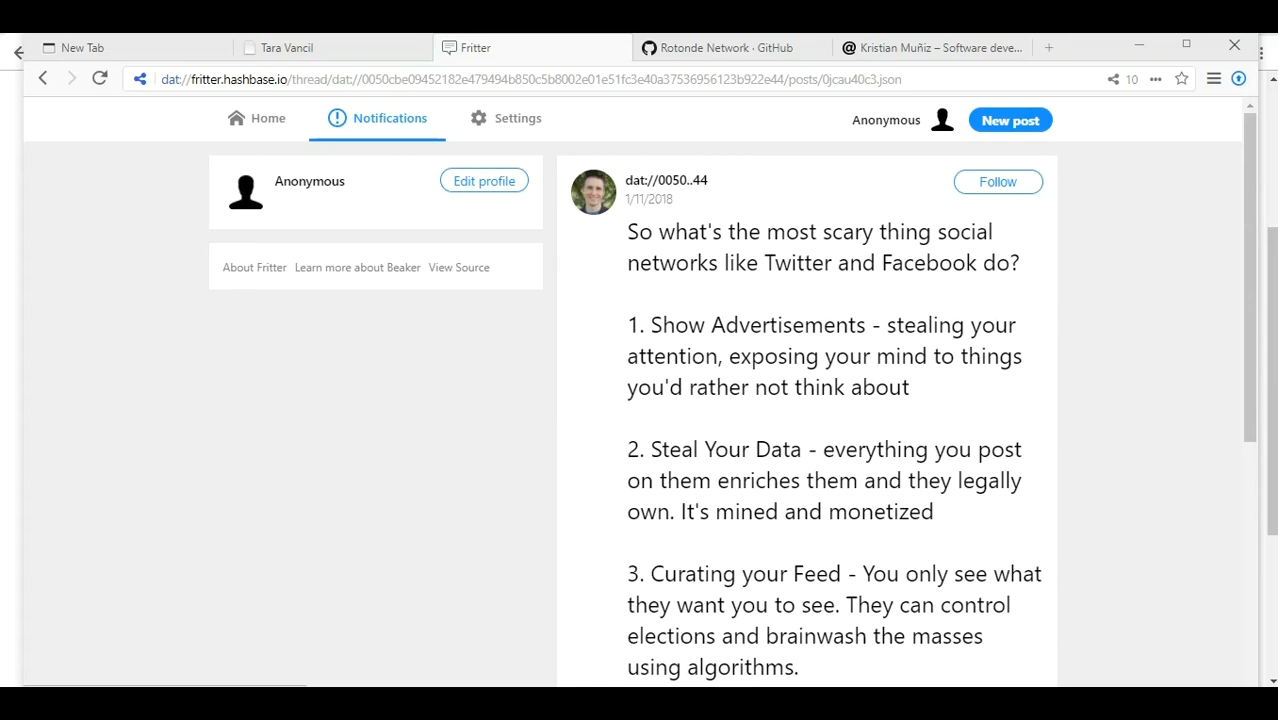 New Tab
Tara Vancil
Fritter
Rotonde Network · GitHub
Kristian Muñiz – Software deve...
dat://fritter.hashbase.io/thread/dat://0050cbe09452182e479494b850c5b8002e01e51fc3e40a37536956123b922e44/posts/0jcau40c3.json
10
Home
Notifications
Settings
Anonymous
New post
Anonymous
Edit profile
About Fritter Learn more about Beaker View Source
dat://0050..44
Follow
1/11/2018
So what's the most scary thing social
networks like Twitter and Facebook do?
1. Show Advertisements - stealing your
attention, exposing your mind to things
you'd rather not think about
2. Steal Your Data - everything you post
on them enriches them and they legally
own. It's mined and monetized
3. Curating your Feed - You only see what
they want you to see. They can control
elections and brainwash the masses
using algorithms.